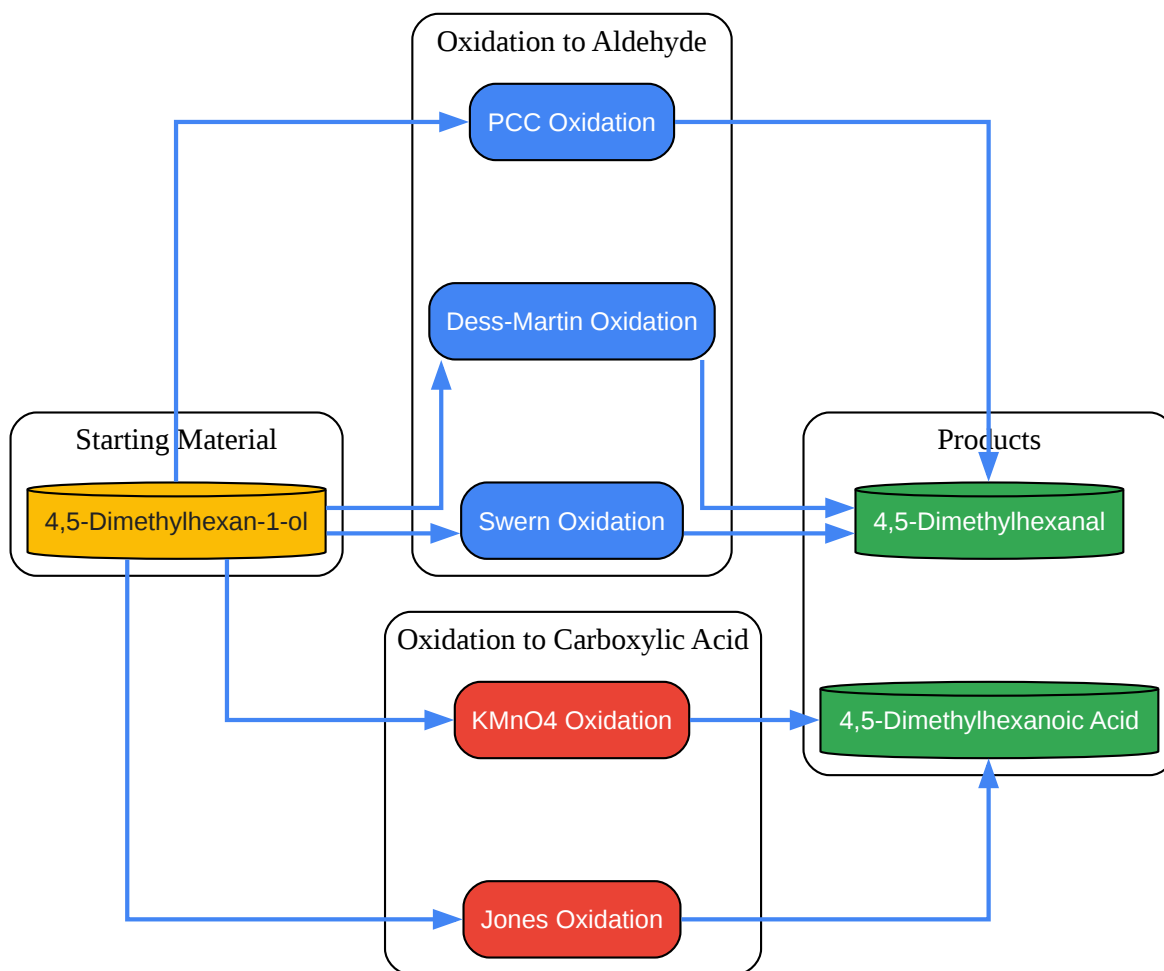 Oxidation to Aldehyde
PCC Oxidation
Dess-Martin Oxidation
Starting Material
Products
4,5-Dimethylhexan-1-ol
Swern Oxidation
4,5-Dimethylhexanal
Oxidation to Carboxylic Acid
KMnO4 Oxidation
4,5-Dimethylhexanoic Acid
Jones Oxidation